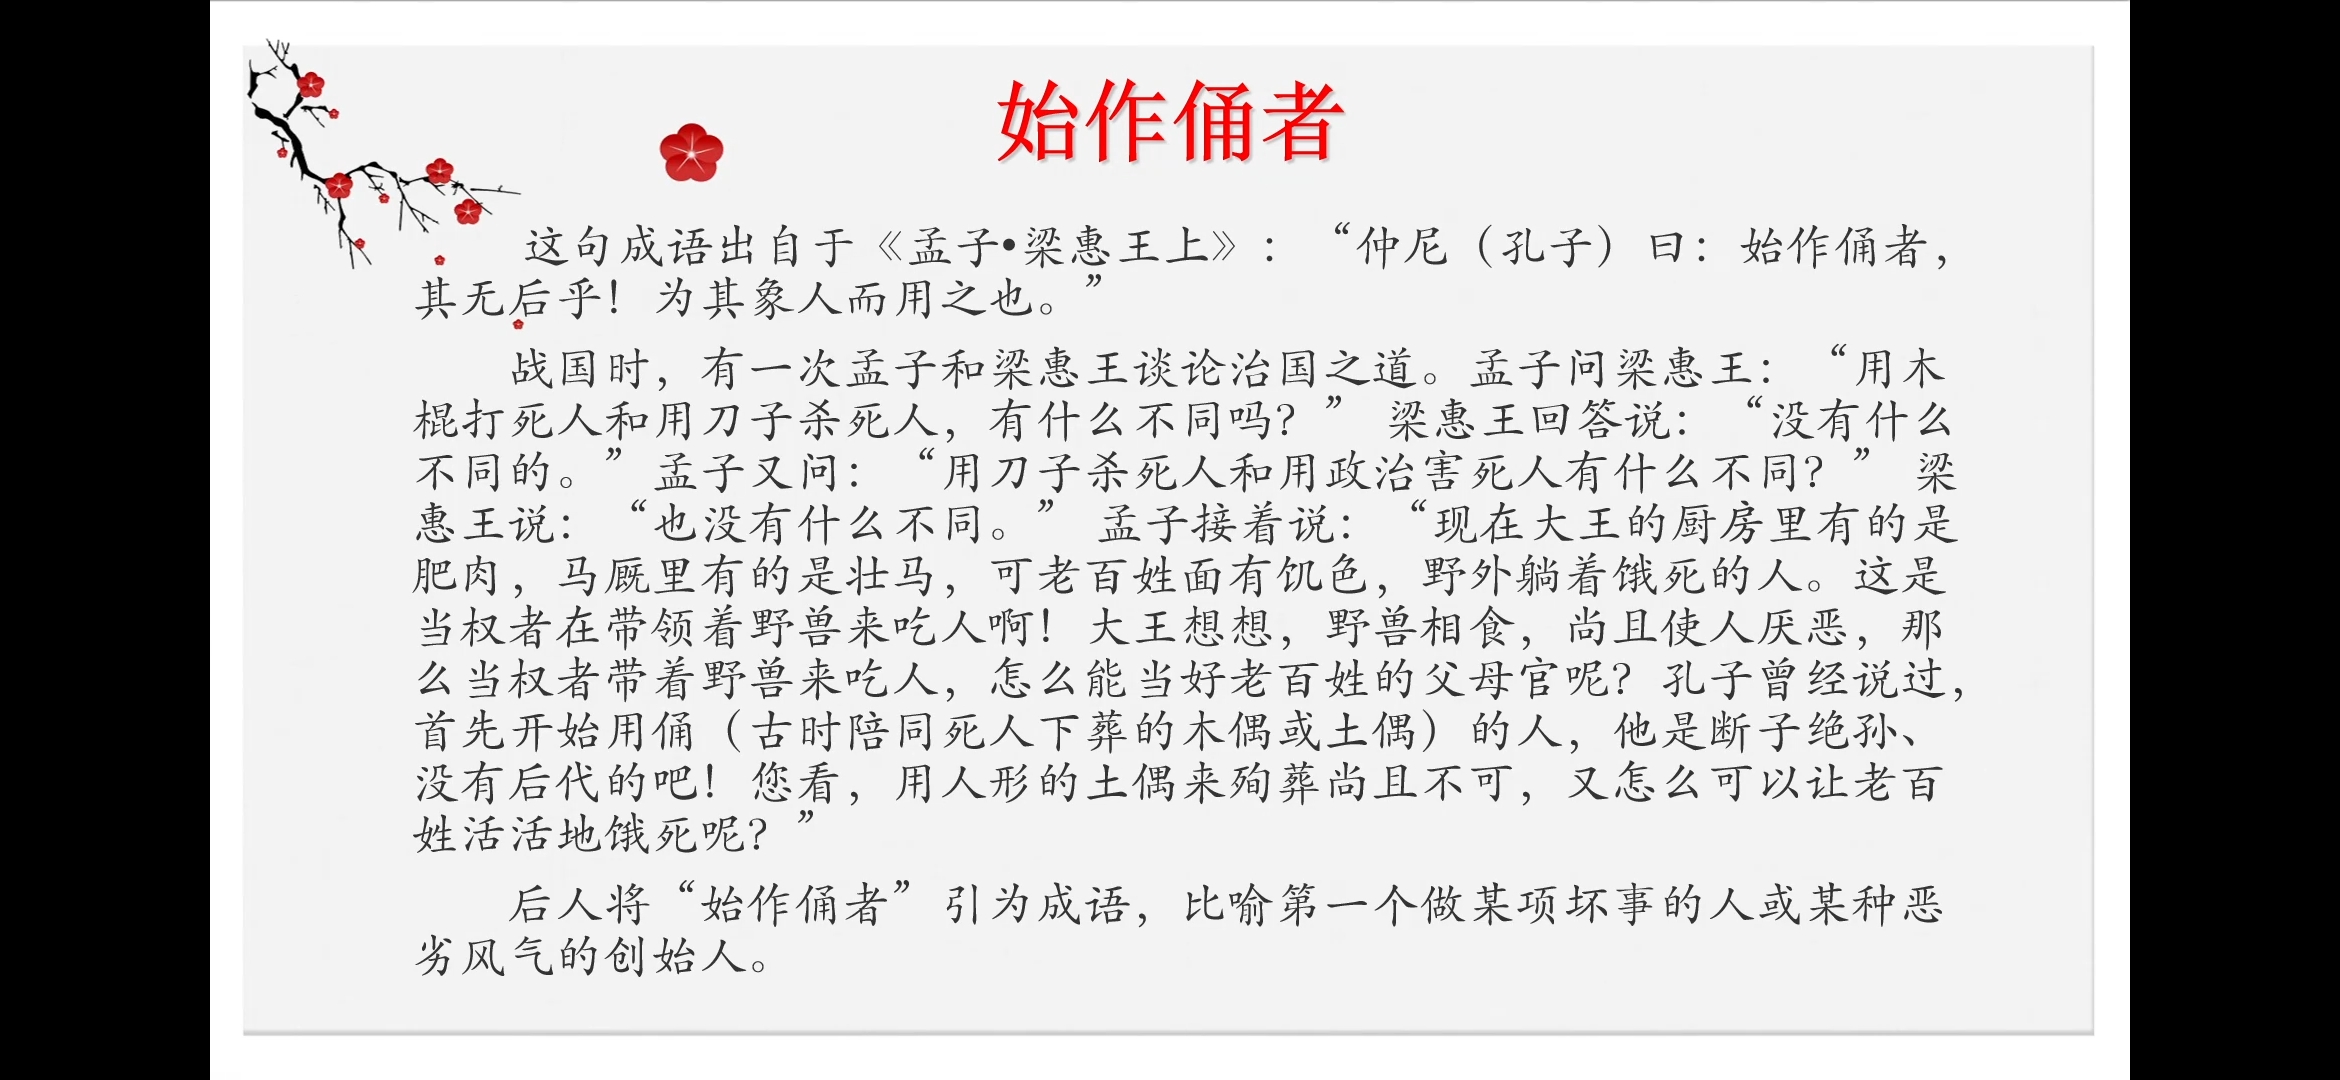 始作俑者
这句成语出自于《孟子•梁惠王上》：“仲尼（孔子）曰：始作俑者，
其无后乎！为其象人而用之也。”
战国时，有一次孟子和梁惠王谈论治国之道。孟子问梁惠王：“用木
棍打死人和用刀子杀死人，有什么不同吗？” 梁惠王回答说：“没有什么
不同的。” 孟子又问：“用刀子杀死人和用政治害死人有什么不同？” 梁
惠王说：“也没有什么不同。” 孟子接着说：“现在大王的厨房里有的是
肥肉，马厩里有的是壮马，可老百姓面有饥色，野外躺着饿死的人。这是
当权者在带领着野兽来吃人啊！大王想想，野兽相食，尚且使人厌恶，那
么当权者带着野兽来吃人，怎么能当好老百姓的父母官呢？孔子曾经说过，
首先开始用俑（古时陪同死人下葬的木偶或土偶）的人，他是断子绝孙、
没有后代的吧！您看，用人形的土偶来殉葬尚且不可，又怎么可以让老百
姓活活地饿死呢？”
后人将“始作俑者”引为成语，比喻第一个做某项坏事的人或某种恶
劣风气的创始人。